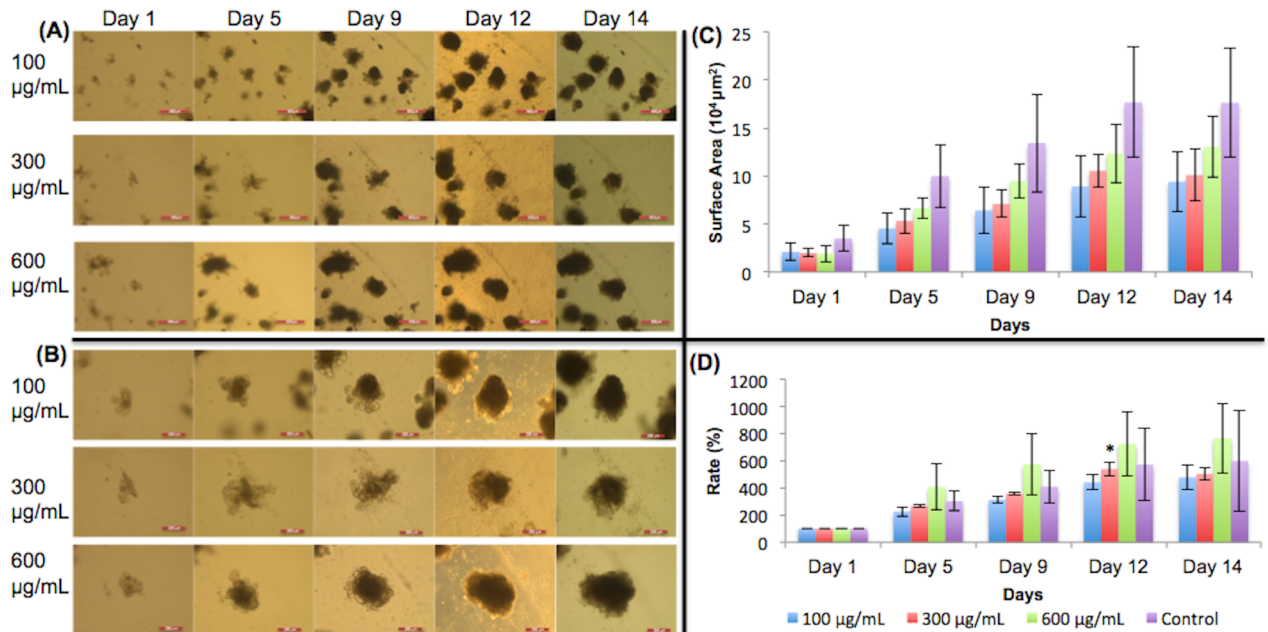 (A)
Day 1 Day 5 Day 9 Day 12 Day 14
100
µg/mL
300
µg/mL
600
µg/mL
(B)
100
µg/mL
300
µg/mL
600
µg/mL
(C)
Surface Area (10⁴ µm²)
25
20
15
10
5
0
Day 1 Day 5 Day 9 Day 12 Day 14
Days
(D)
Rate (%)
1200
1000
800
600
400
200
0
*
Day 1 Day 5 Day 9 Day 12 Day 14
Days
100 µg/mL 300 µg/mL 600 µg/mL Control